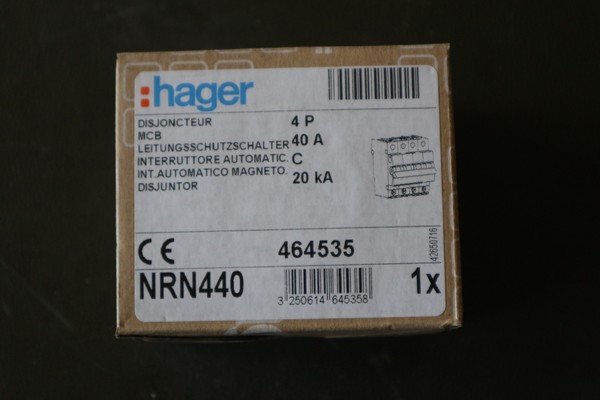 :hager
DISJONCTEUR 4 P
MCB
LEITUNGSSCHUTZSCHALTER 40 A
INTERRUTTORE AUTOMATIC. C
INT.AUTOMATICO MAGNETO.
DISJUNTOR 20 kA
42650716
CE 464535
NRN440
3 250614 645358
1x